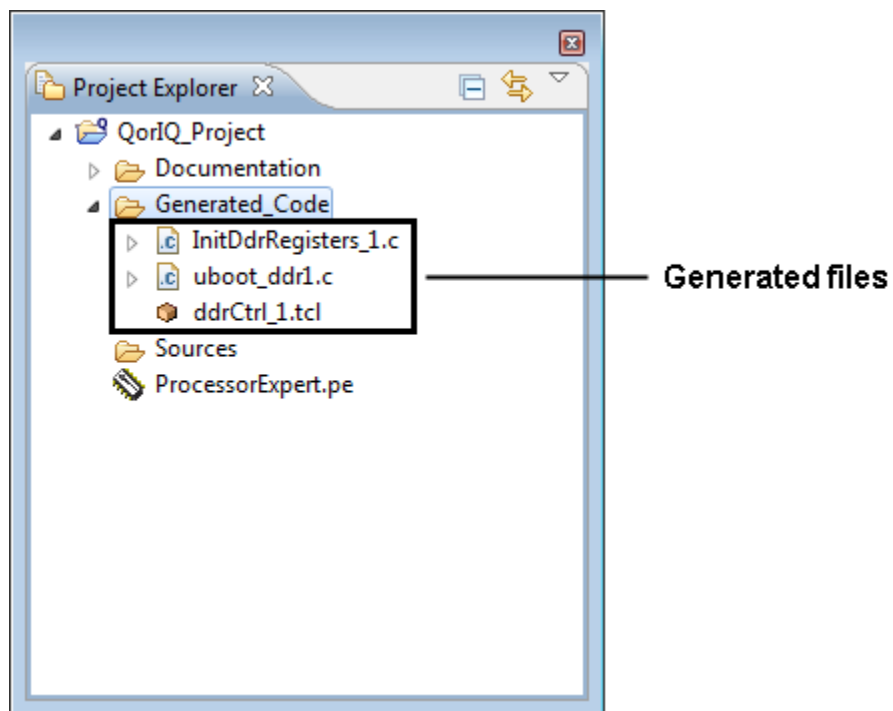 Project Explorer
QorIQ_Project
Documentation
Generated_Code
InitDdrRegisters_1.c
uboot_ddr1.c
Generated files
ddrCtrl_1.tcl
Sources
ProcessorExpert.pe